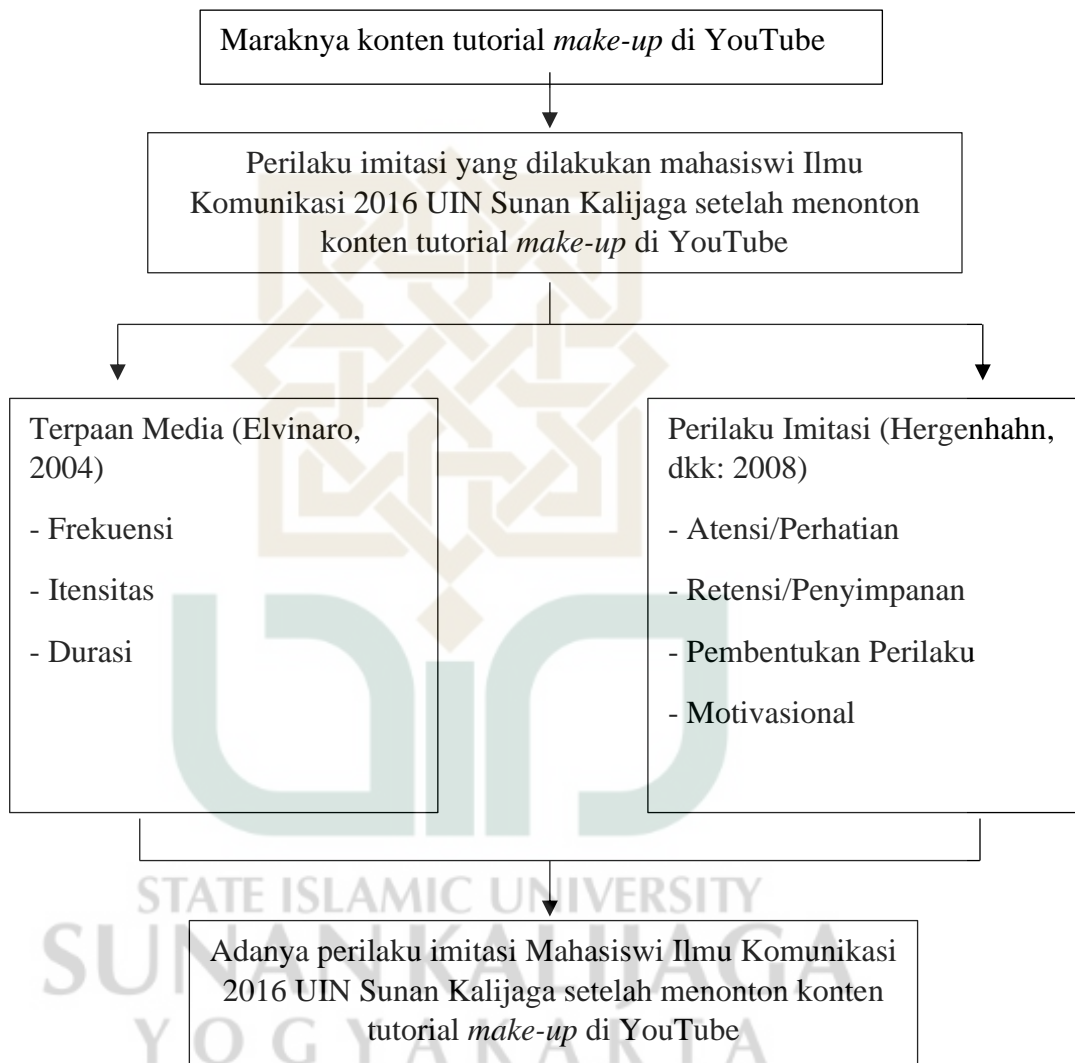 Maraknya konten tutorial make-up di YouTube
Perilaku imitasi yang dilakukan mahasiswi Ilmu
Komunikasi 2016 UIN Sunan Kalijaga setelah menonton
konten tutorial make-up di YouTube
Terpaan Media (Elvinaro,
2004)
- Frekuensi
- Itensitas
- Durasi
Perilaku Imitasi (Hergenhahn,
dkk: 2008)
- Atensi/Perhatian
- Retensi/Penyimpanan
- Pembentukan Perilaku
- Motivasional
STATE ISLAMIC UNIVERSITY
SUNAN KALIJAGA
YOGYAKARTA
Adanya perilaku imitasi Mahasiswi Ilmu Komunikasi
2016 UIN Sunan Kalijaga setelah menonton konten
tutorial make-up di YouTube